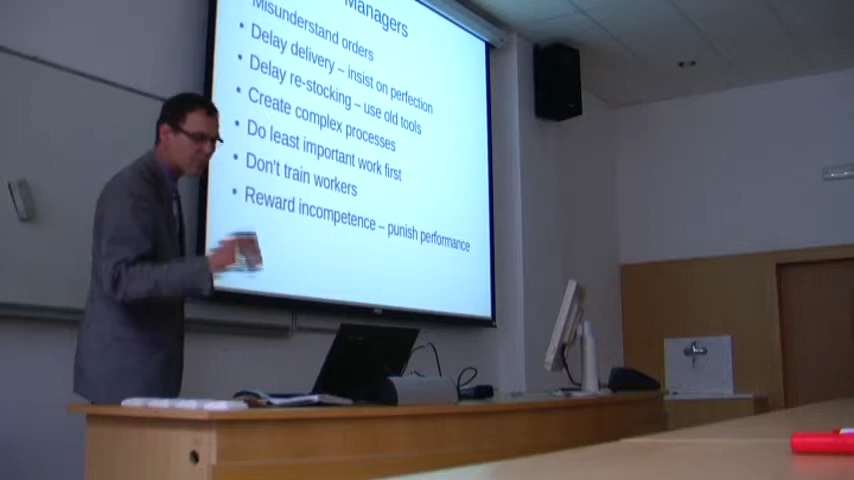 Managers
• Misunderstand orders
• Delay delivery – insist on perfection
• Delay re-stocking – use old tools
• Create complex processes
• Do least important work first
• Don't train workers
• Reward incompetence – punish performance